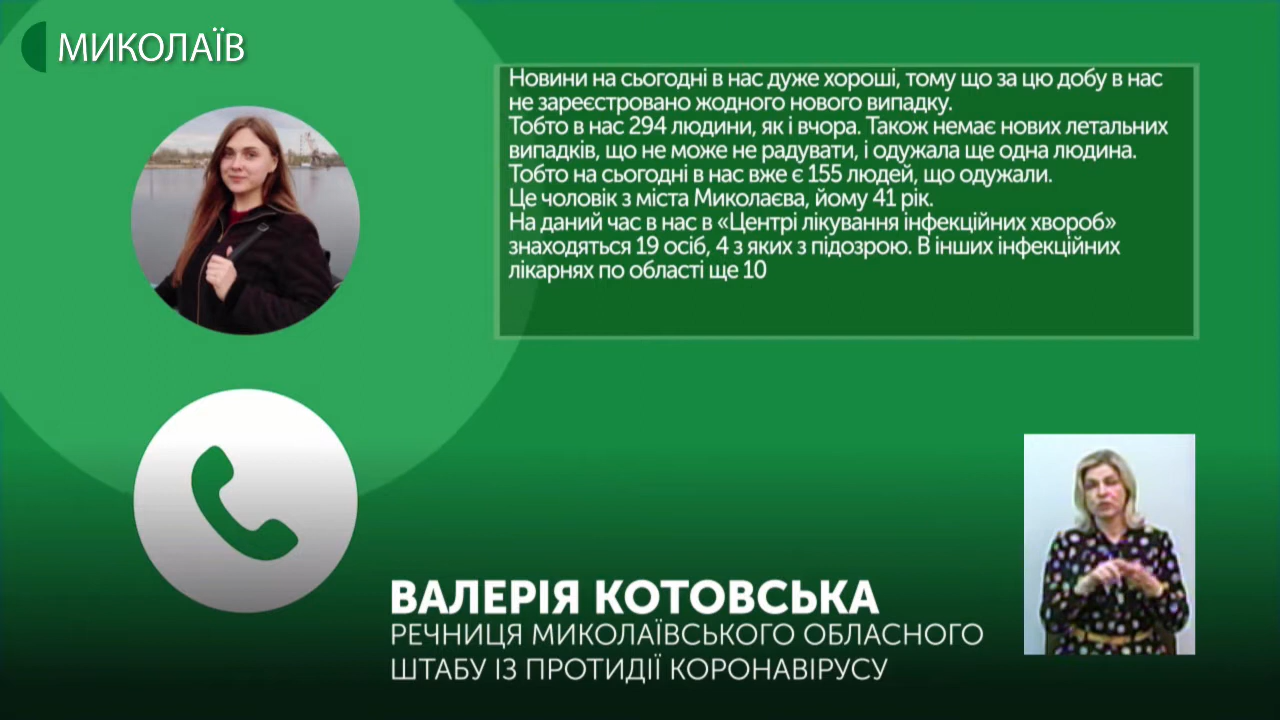 МИКОЛАЇВ
Новини на сьогодні в нас дуже хороші, тому що за цю добу в нас
не зареєстровано жодного нового випадку.
Тобто в нас 294 людини, як і вчора. Також немає нових летальних
випадків, що не може не радувати, і одужала ще одна людина.
Тобто на сьогодні в нас вже є 155 людей, що одужали.
Це чоловік з міста Миколаєва, йому 41 рік.
На даний час в нас в «Центрі лікування інфекційних хвороб»
знаходяться 19 осіб, 4 з яких з підозрою. В інших інфекційних
лікарнях по області ще 10
ВАЛЕРІЯ КОТОВСЬКА
РЕЧНИЦЯ МИКОЛАЇВСЬКОГО ОБЛАСНОГО
ШТАБУ ІЗ ПРОТИДІЇ КОРОНАВІРУСУ